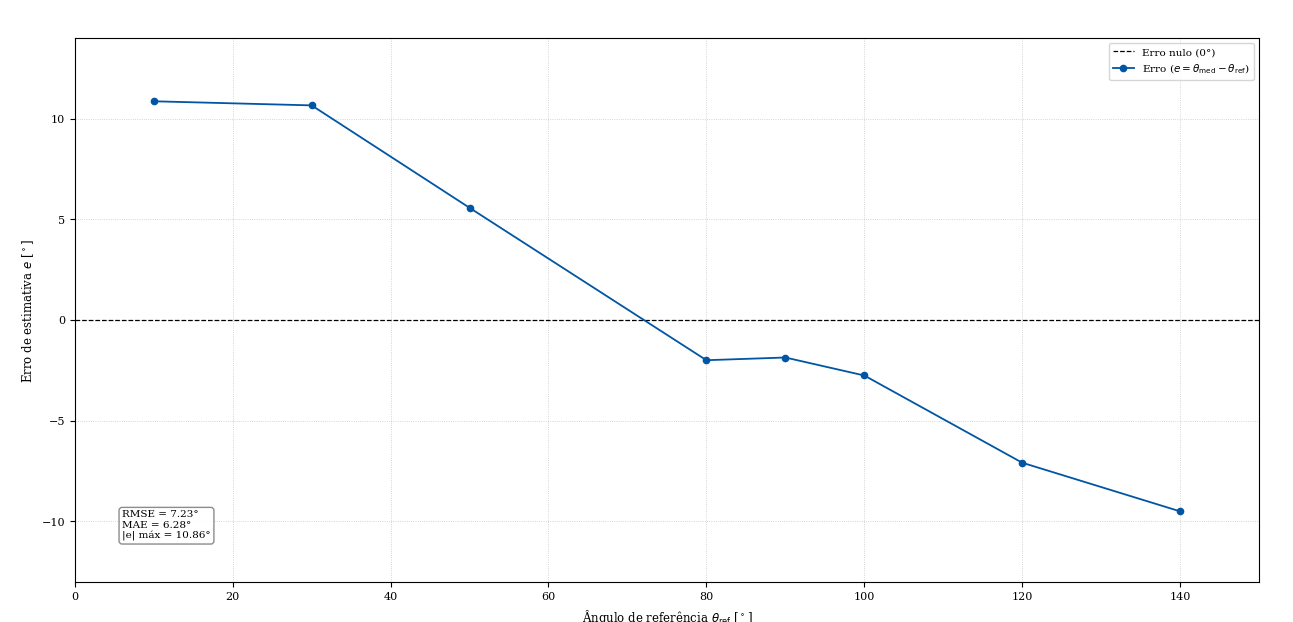 Erro nulo (0°)
Erro (e = θmed − θref)
10
5
0
−5
−10
Erro de estimativa e [°]
RMSE = 7.23°
MAE = 6.28°
|e| máx = 10.86°
0 20 40 60 80 100 120 140
Ângulo de referência θref [°]